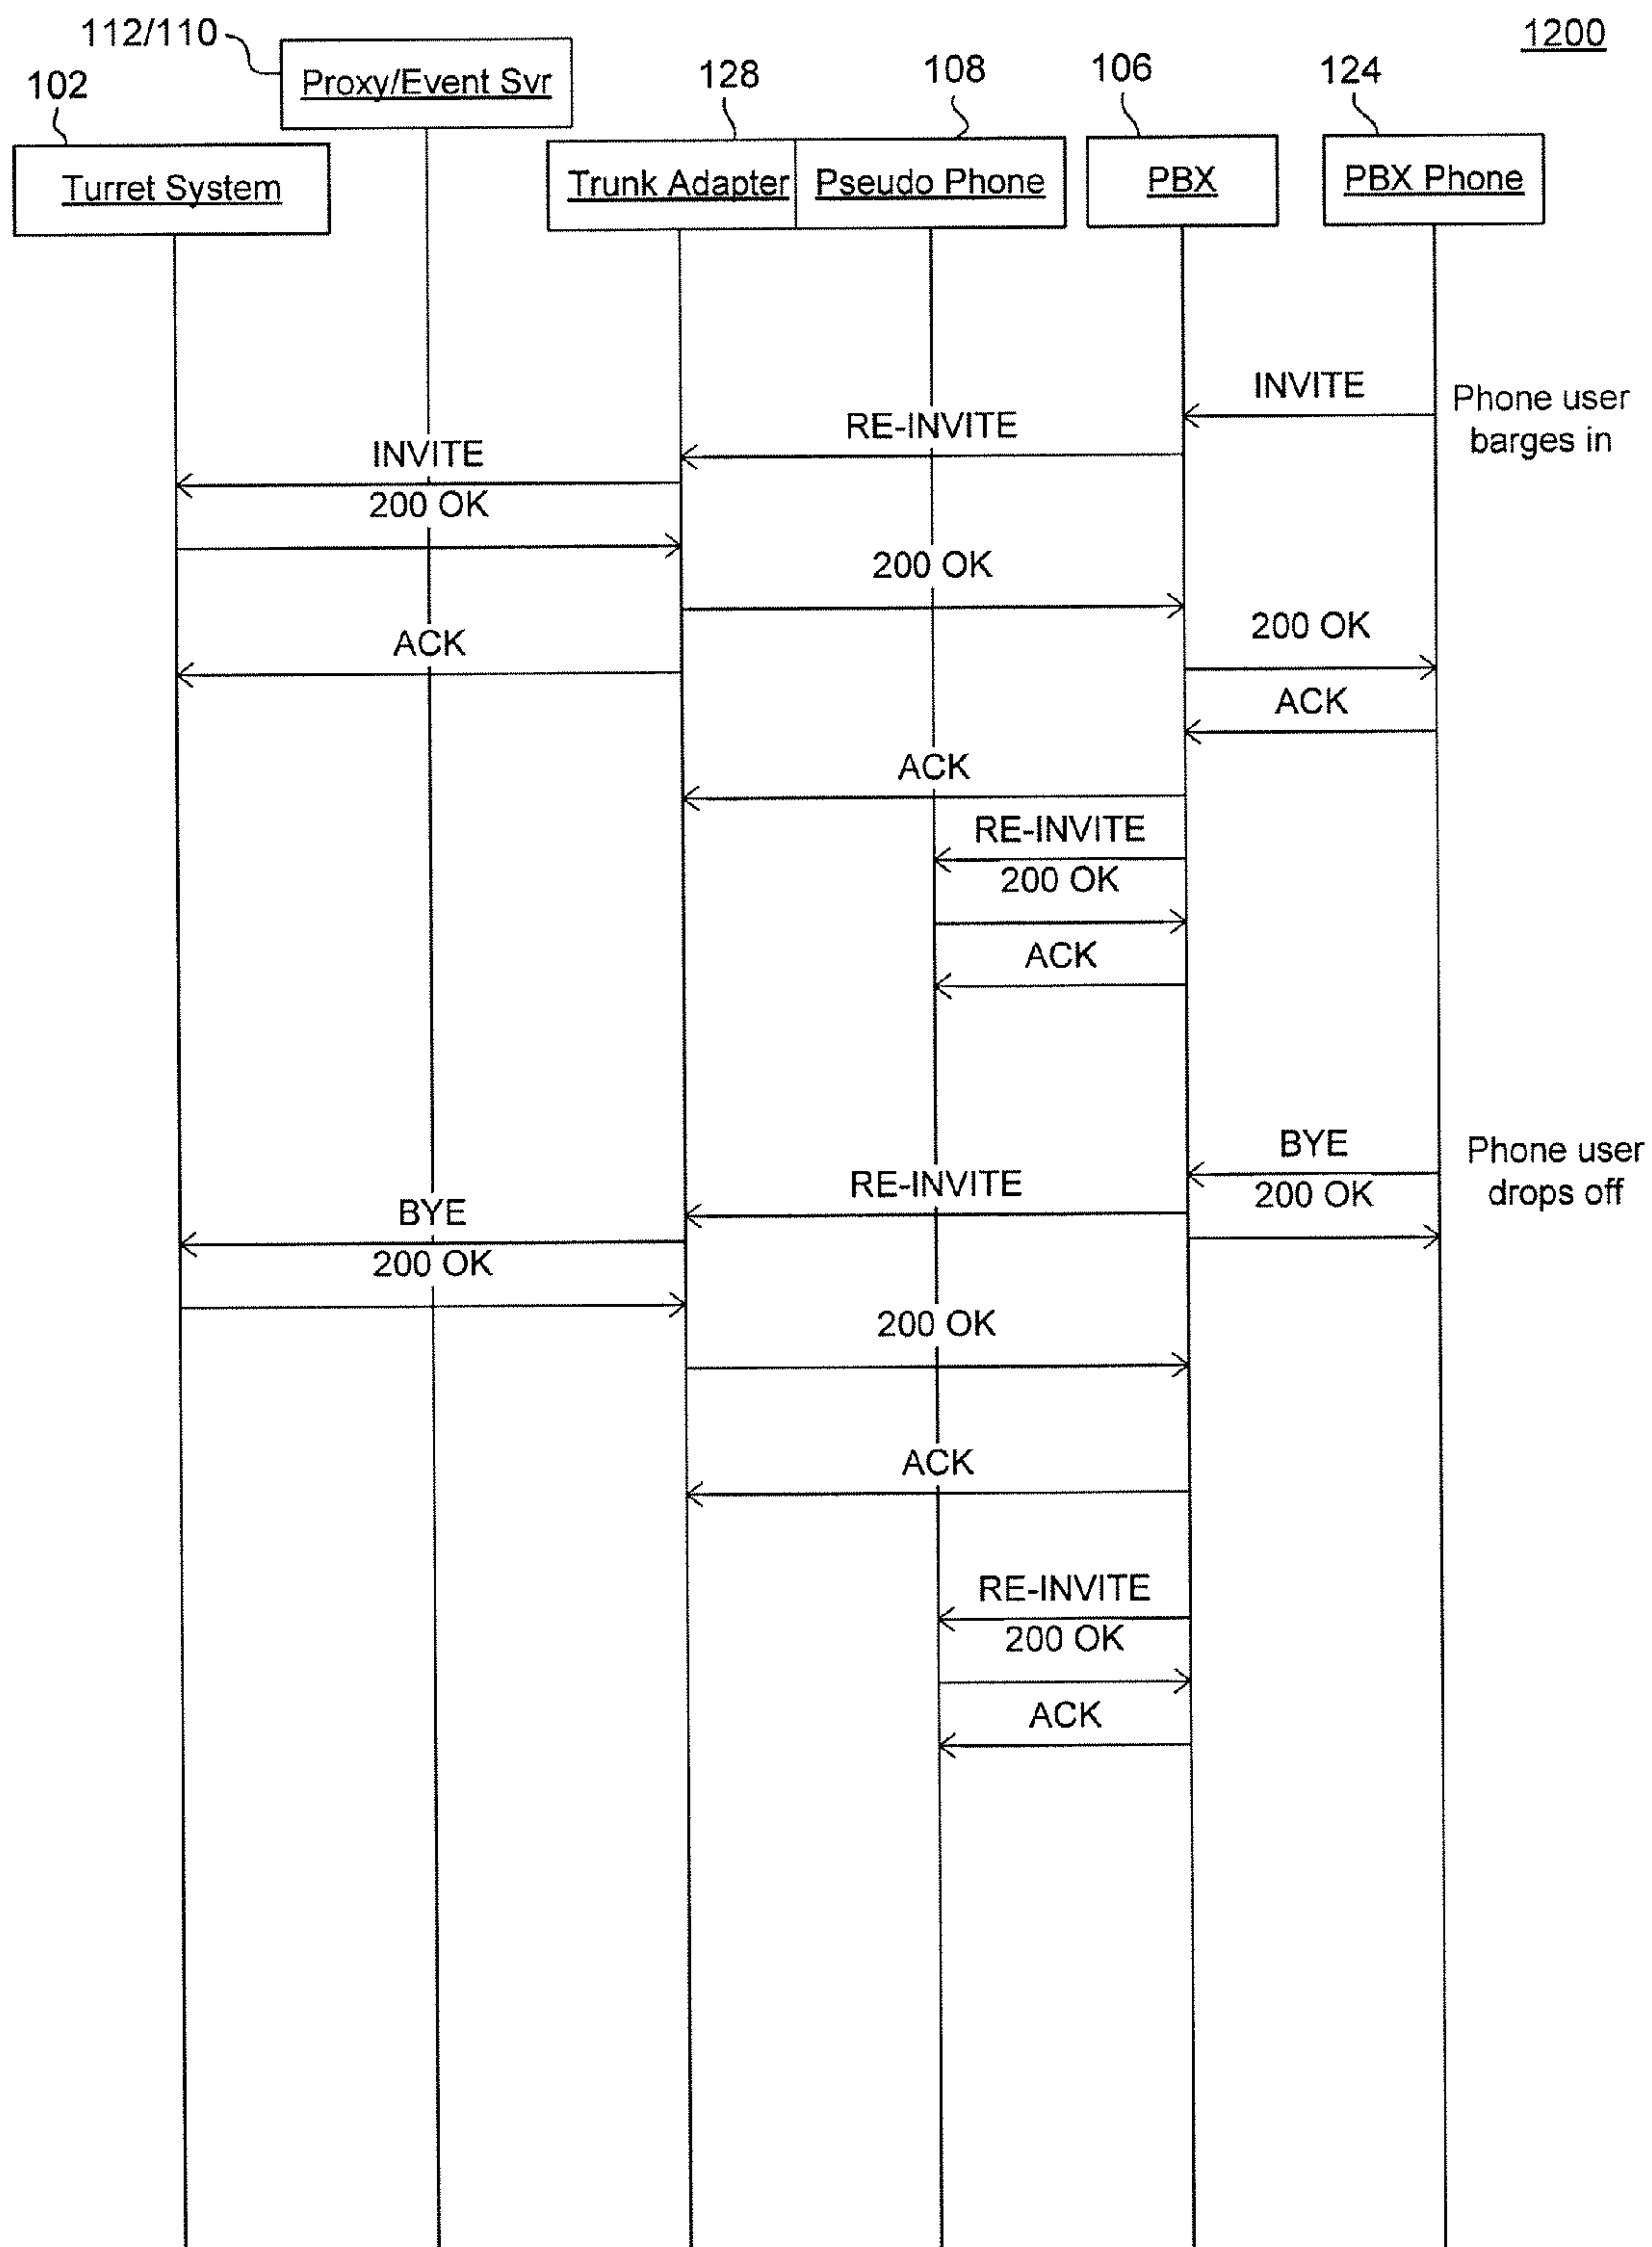 1200
112/110
Proxy/Event Svr
102
128
108
106
124
Turret System
Trunk Adapter
Pseudo Phone
PBX
PBX Phone
INVITE
Phone user
barges in
RE-INVITE
INVITE
200 OK
200 OK
200 OK
ACK
ACK
ACK
RE-INVITE
200 OK
ACK
BYE
Phone user
drops off
200 OK
RE-INVITE
BYE
200 OK
200 OK
ACK
RE-INVITE
200 OK
ACK